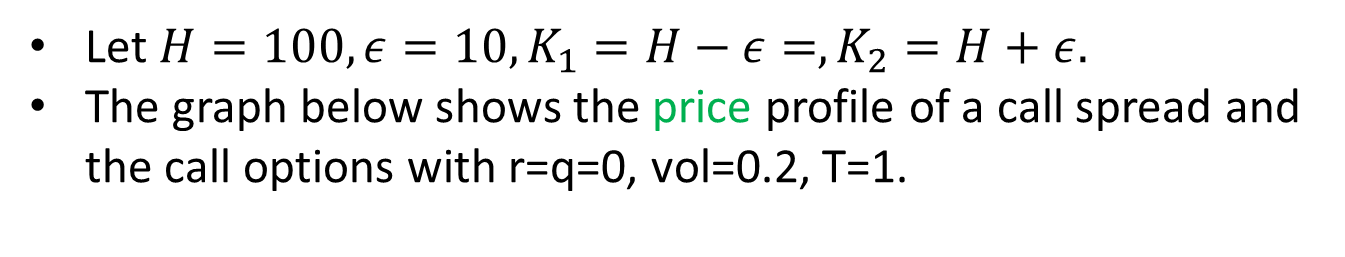 • Let H = 100, ϵ = 10, K₁ = H − ϵ =, K₂ = H + ϵ.
• The graph below shows the price profile of a call spread and
the call options with r=q=0, vol=0.2, T=1.